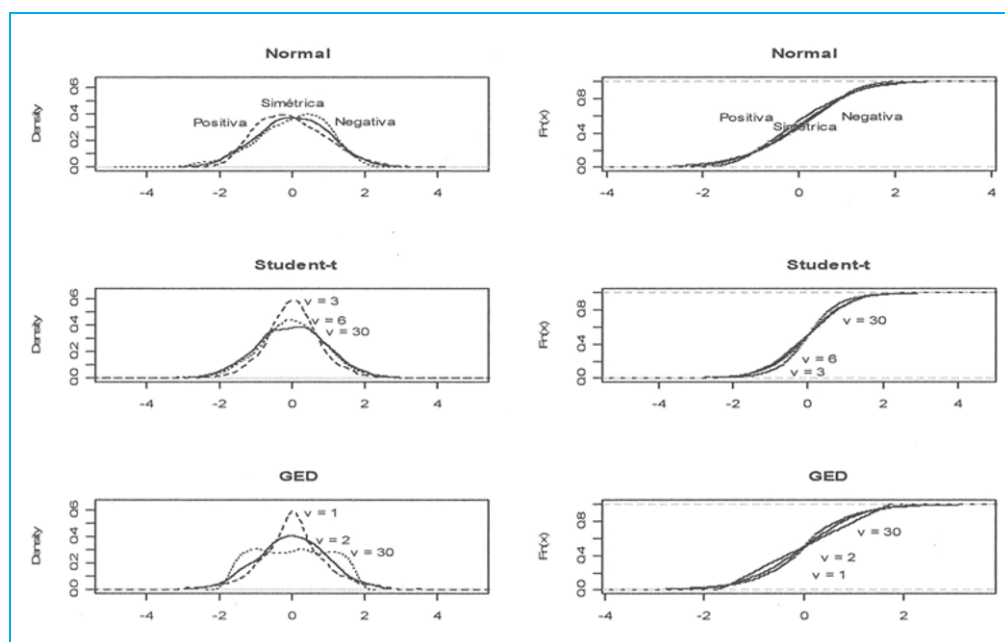 Normal
Density
0.0 0.2 0.4 0.6
Simétrica
Positiva
Negativa
-4 -2 0 2 4
Normal
Fn(x)
0.0 0.4 0.8
Positiva
Negativa
Simétrica
-4 -2 0 2 4
Student-t
Density
0.0 0.2 0.4 0.6
v = 3
v = 6
v = 30
-4 -2 0 2 4
Student-t
Fn(x)
0.0 0.4 0.8
v = 30
v = 6
v = 3
-4 -2 0 2 4
GED
Density
0.0 0.2 0.4 0.6
v = 1
v = 2
v = 30
-4 -2 0 2 4
GED
Fn(x)
0.0 0.4 0.8
v = 30
v = 2
v = 1
-4 -2 0 2